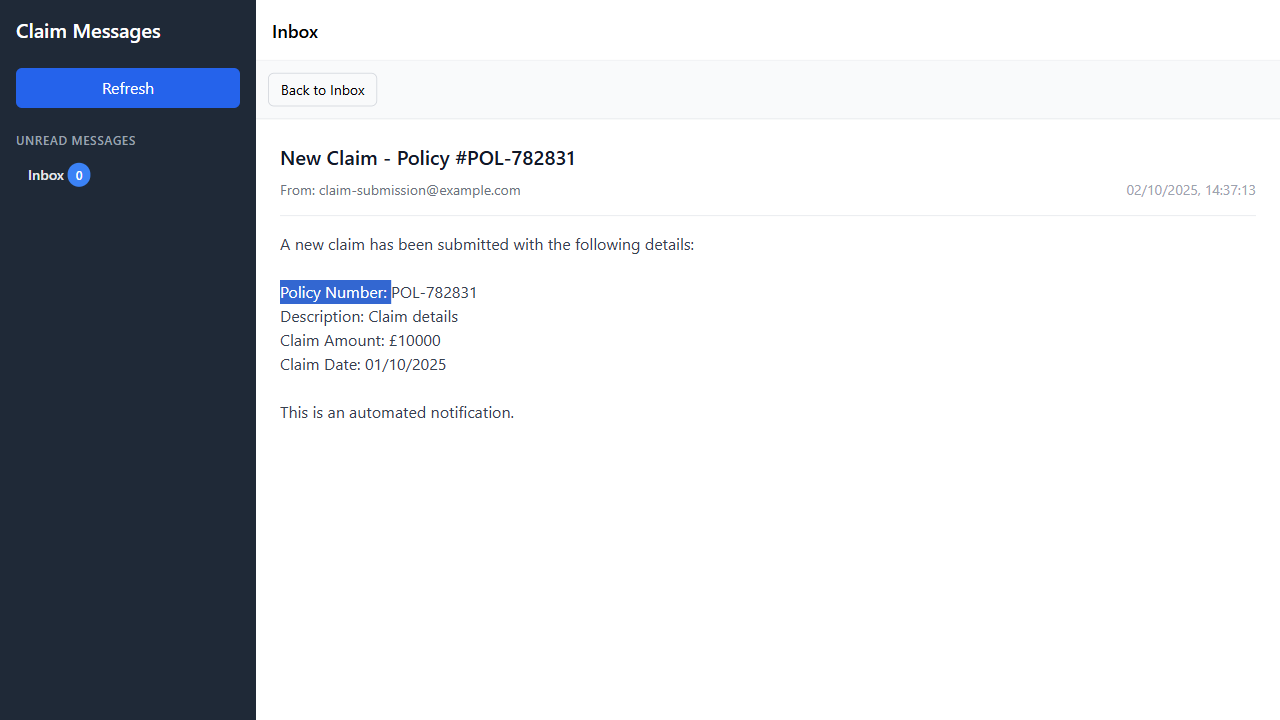 Claim Messages
Refresh
UNREAD MESSAGES
Inbox 0
Inbox
Back to Inbox
New Claim - Policy #POL-782831
From: claim-submission@example.com
02/10/2025, 14:37:13
A new claim has been submitted with the following details:
Policy Number: POL-782831
Description: Claim details
Claim Amount: £10000
Claim Date: 01/10/2025
This is an automated notification.